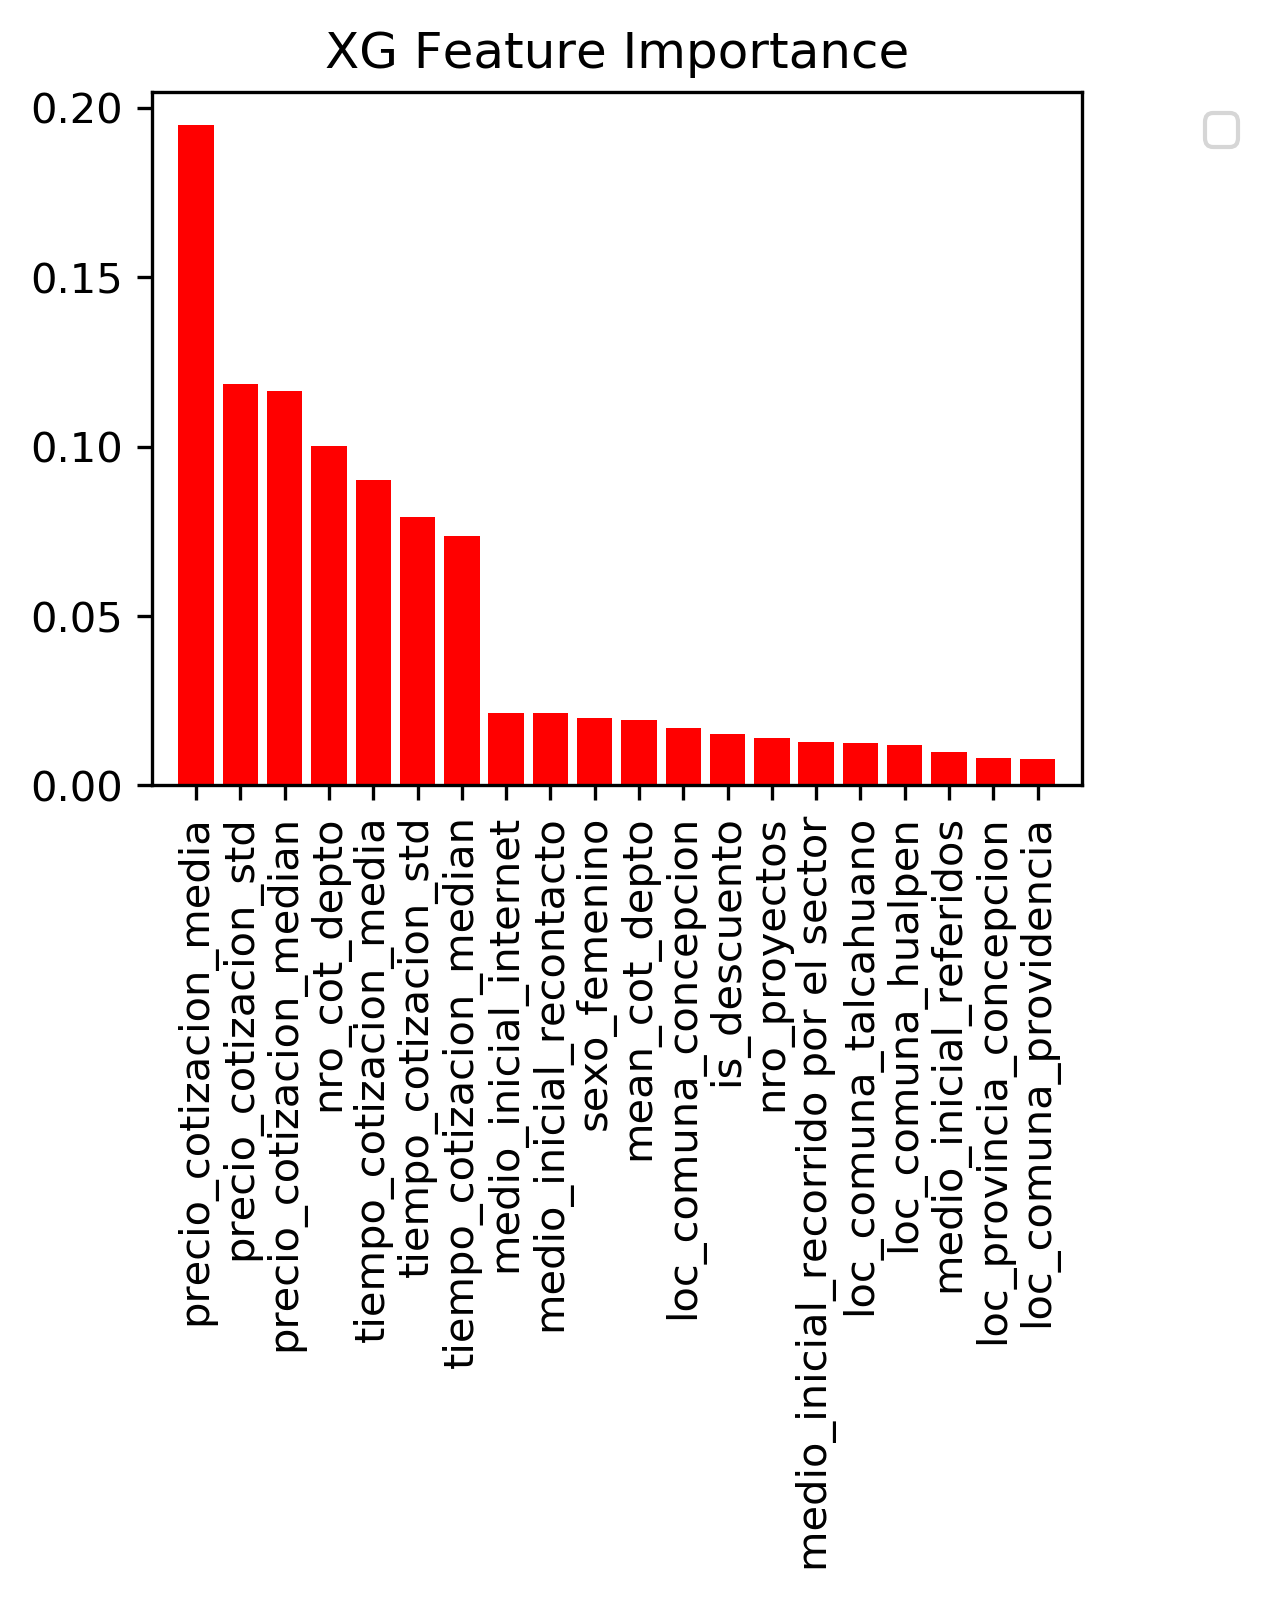 XG Feature Importance
0.20
0.15
0.10
0.05
0.00
precio_cotizacion_media
precio_cotizacion_std
precio_cotizacion_median
nro_cot_depto
tiempo_cotizacion_media
tiempo_cotizacion_std
tiempo_cotizacion_median
medio_inicial_internet
medio_inicial_recontacto
sexo_femenino
mean_cot_depto
loc_comuna_concepcion
is_descuento
nro_proyectos
medio_inicial_recorrido por el sector
loc_comuna_talcahuano
loc_comuna_hualpen
medio_inicial_referidos
loc_provincia_concepcion
loc_comuna_providencia